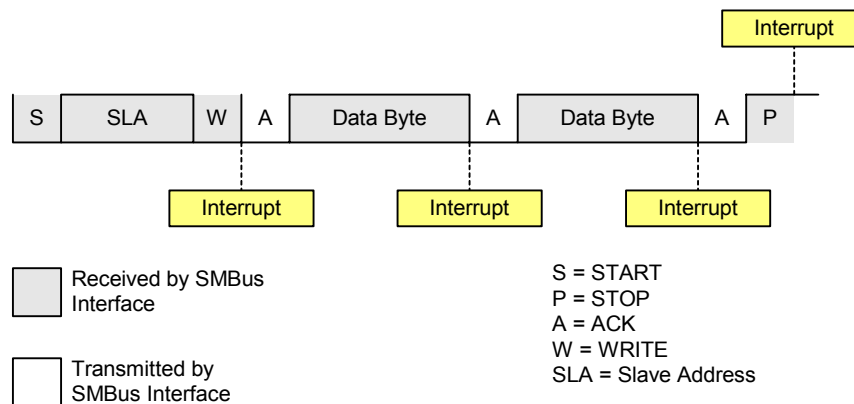 Interrupt
S SLA W A Data Byte A Data Byte A P
Interrupt Interrupt Interrupt
Received by SMBus
Interface
Transmitted by
SMBus Interface
S = START
P = STOP
A = ACK
W = WRITE
SLA = Slave Address